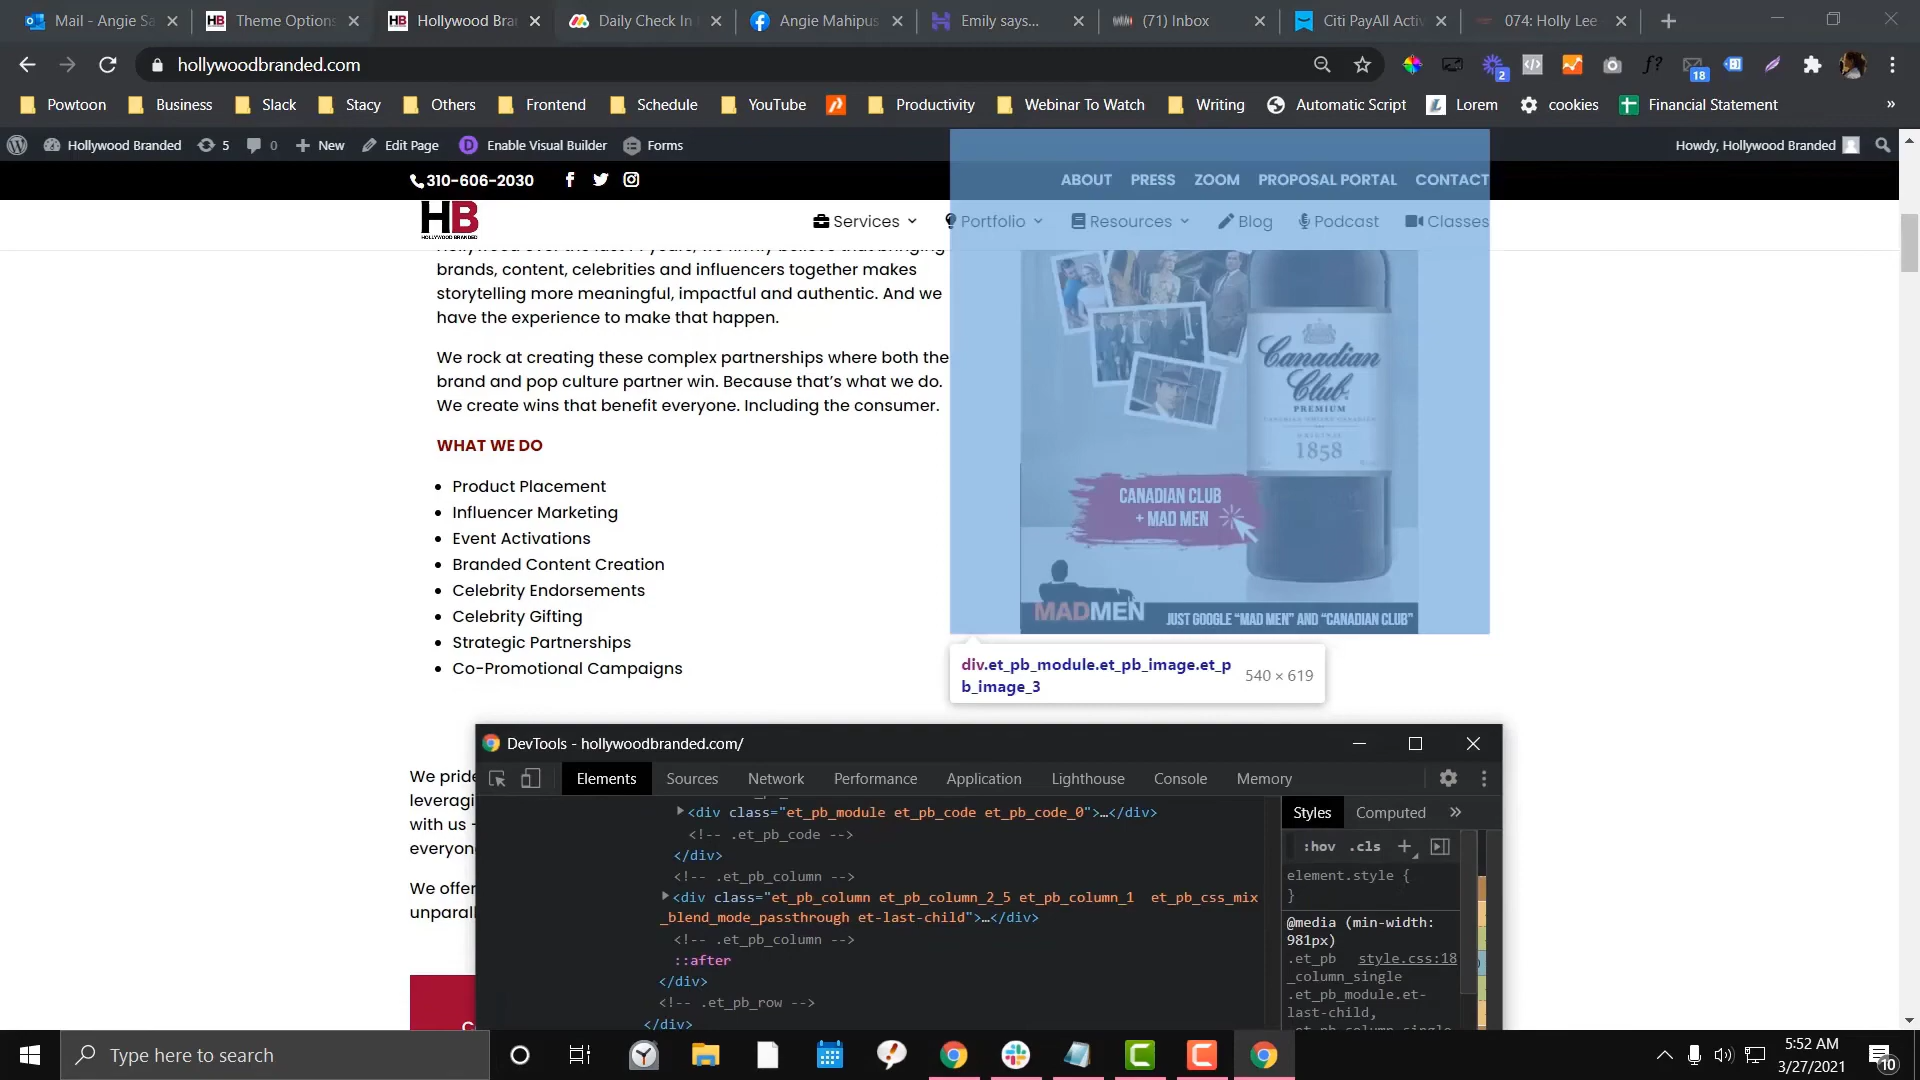 Mail - Angie Sa
Theme Options
Hollywood Bra
Daily Check In
Angie Mahipus
Emily says...
(71) Inbox
Citi PayAll Activ
074: Holly Lee
hollywoodbranded.com
2
18
Powtoon
Business
Slack
Stacy
Others
Frontend
Schedule
YouTube
Productivity
Webinar To Watch
Writing
Automatic Script
Lorem
cookies
Financial Statement
»
Hollywood Branded
5
0
New
Edit Page
Enable Visual Builder
Forms
Howdy, Hollywood Branded
310-606-2030
ABOUT PRESS ZOOM PROPOSAL PORTAL CONTACT
HB
HOLLYWOOD BRANDED
Services
Portfolio
Resources
Blog
Podcast
Classes
brands, content, celebrities and influencers together makes
storytelling more meaningful, impactful and authentic. And we
have the experience to make that happen.
We rock at creating these complex partnerships where both the
brand and pop culture partner win. Because that's what we do.
We create wins that benefit everyone. Including the consumer.
WHAT WE DO
• Product Placement
• Influencer Marketing
• Event Activations
• Branded Content Creation
• Celebrity Endorsements
• Celebrity Gifting
• Strategic Partnerships
• Co-Promotional Campaigns
Canadian
Club.
PREMIUM
1858
CANADIAN CLUB
+ MAD MEN
MADMEN
JUST GOOGLE "MAD MEN" AND "CANADIAN CLUB"
div.et_pb_module.et_pb_image.et_p
b_image_3
540 × 619
We pride
leveragi
with us -
everyon
We offer
unparall
DevTools - hollywoodbranded.com/
Elements Sources Network Performance Application Lighthouse Console Memory
<div class="et_pb_module et_pb_code et_pb_code_0">…</div>
<!-- .et_pb_code -->
</div>
<!-- .et_pb_column -->
<div class="et_pb_column et_pb_column_2_5 et_pb_column_1  et_pb_css_mix
_blend_mode_passthrough et-last-child">…</div>
<!-- .et_pb_column -->
::after
</div>
<!-- .et_pb_row -->
</div>
Styles Computed »
:hov .cls +
element.style {
}
@media (min-width:
981px)
.et_pb style.css:18
_column_single
.et_pb_module.et-
last-child,
Type here to search
5:52 AM
3/27/2021
10